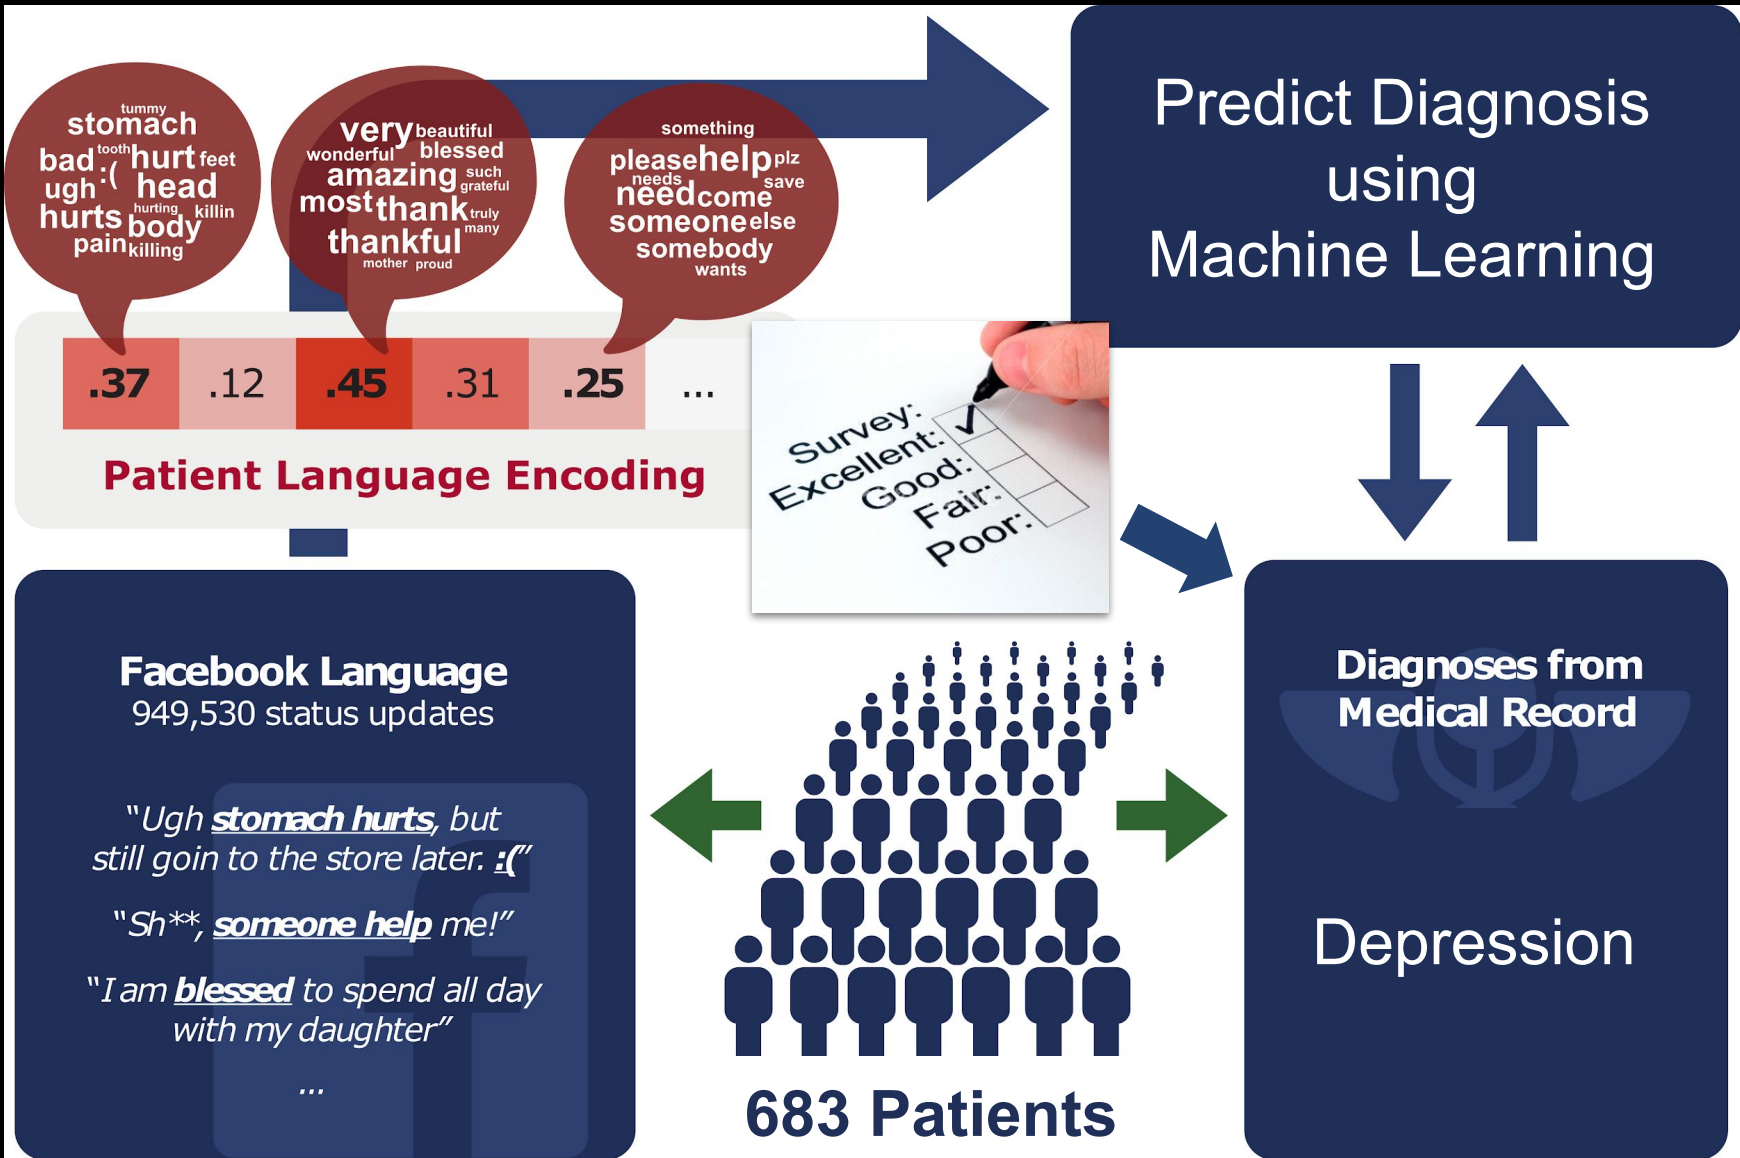 tummy
stomach
bad tooth hurt feet
ugh :( head
hurts hurting killin
body
pain killing
very beautiful
wonderful blessed
amazing such
grateful
most thank truly
many
thankful
mother proud
something
please help plz
needs save
need come
someone else
somebody
wants
Predict Diagnosis
using
Machine Learning
.37 .12 .45 .31 .25 ...
Patient Language Encoding
Survey:
Excellent:
Good:
Fair:
Poor:
Facebook Language
949,530 status updates
"Ugh stomach hurts, but
still goin to the store later. :("
"Sh**, someone help me!"
"I am blessed to spend all day
with my daughter"
...
683 Patients
Diagnoses from
Medical Record
Depression